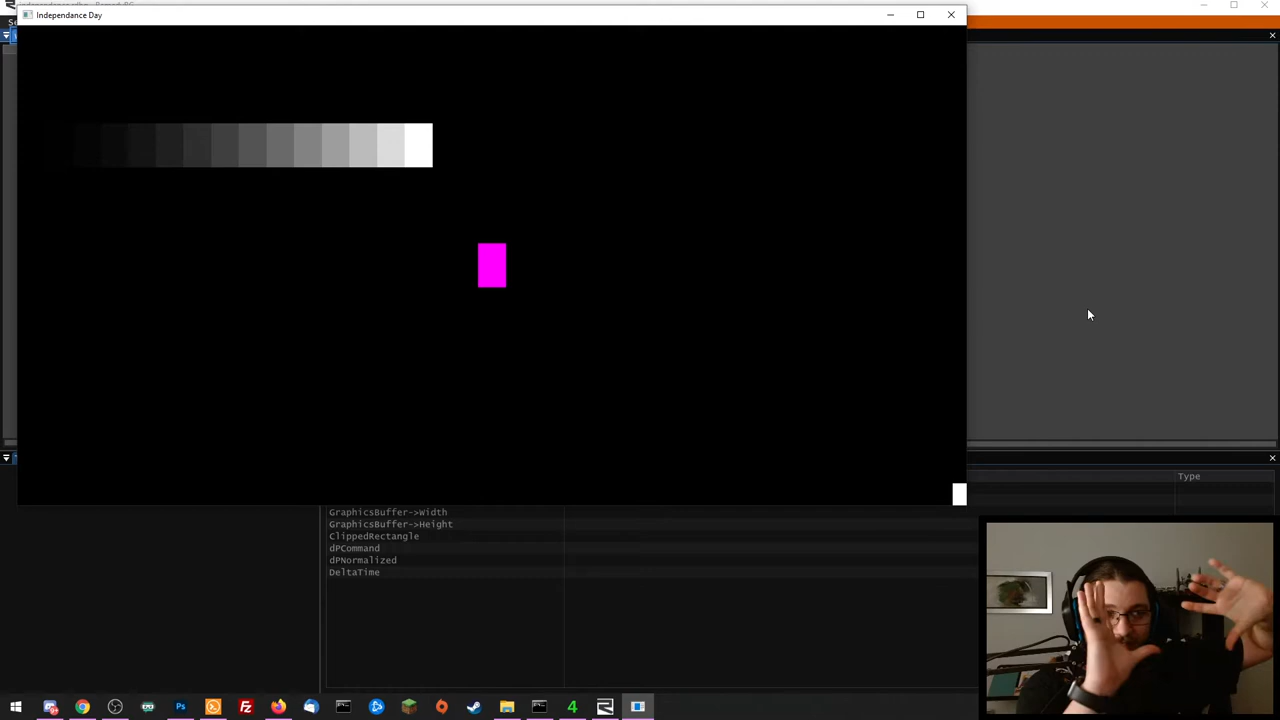 Independance Day
Type
GraphicsBuffer->Width
GraphicsBuffer->Height
ClippedRectangle
dPCommand
dPNormalized
DeltaTime